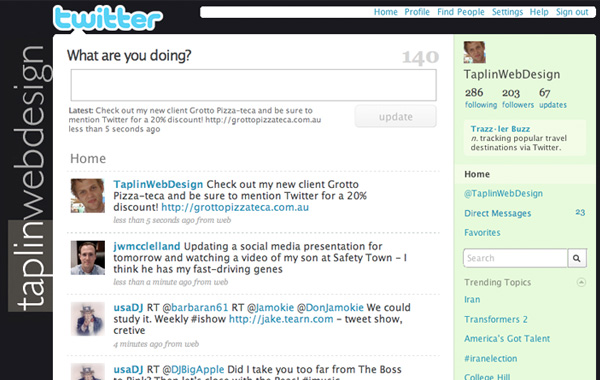 twitter
Home Profile Find People Settings Help Sign out
taplinwebdesign
What are you doing?
140
Latest: Check out my new client Grotto Pizza-teca and be sure to
mention Twitter for a 20% discount! http://grottopizzateca.com.au
less than 5 seconds ago
update
Home
TaplinWebDesign Check out my new client Grotto
Pizza-teca and be sure to mention Twitter for a 20%
discount! http://grottopizzateca.com.au
less than 5 seconds ago from web
jwmcclelland Updating a social media presentation for
tomorrow and watching a video of my son at Safety Town - I
think he has my fast-driving genes
less than a minute ago from web
usaDJ RT @barbaran61 RT @Jamokie @DonJamokie We could
study it. Weekly #ishow http://jake.tearn.com - tweet show,
cretive
4 minutes ago from web
usaDJ RT @DJBigApple Did I take you too far from The Boss
TaplinWebDesign
286 203 67
following followers updates
Trazz·ler Buzz
n. tracking popular travel
destinations via Twitter.
Home
@TaplinWebDesign
Direct Messages 23
Favorites
Search
Trending Topics
Iran
Transformers 2
America's Got Talent
#iranelection
College Hill